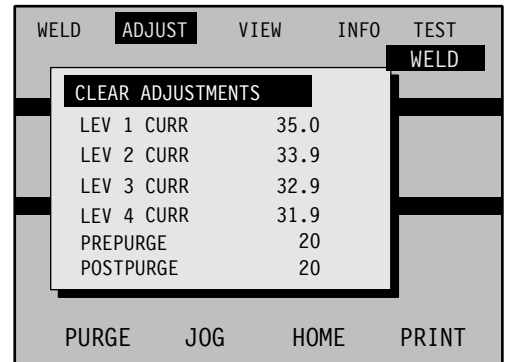 WELD ADJUST VIEW INFO TEST
WELD
CLEAR ADJUSTMENTS
LEV 1 CURR 35.0
LEV 2 CURR 33.9
LEV 3 CURR 32.9
LEV 4 CURR 31.9
PREPURGE 20
POSTPURGE 20
PURGE JOG HOME PRINT